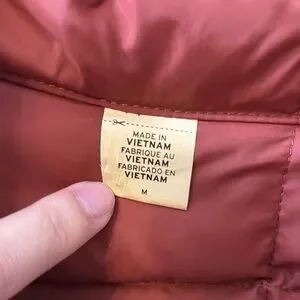 MADE IN
VIETNAM
FABRIQUE AU
VIETNAM
FABRICADO EN
VIETNAM
M